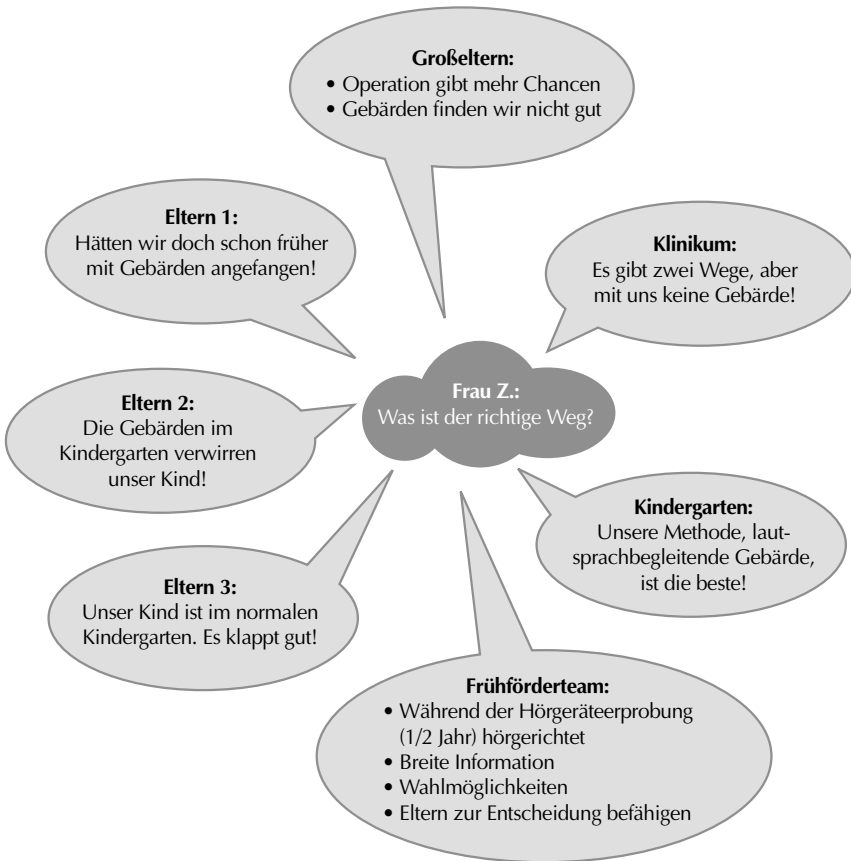 Großeltern:
• Operation gibt mehr Chancen
• Gebärden finden wir nicht gut
Eltern 1:
Hätten wir doch schon früher
mit Gebärden angefangen!
Klinikum:
Es gibt zwei Wege, aber
mit uns keine Gebärde!
Frau Z.:
Was ist der richtige Weg?
Eltern 2:
Die Gebärden im
Kindergarten verwirren
unser Kind!
Kindergarten:
Unsere Methode, laut-
sprachbegleitende Gebärde,
ist die beste!
Eltern 3:
Unser Kind ist im normalen
Kindergarten. Es klappt gut!
Frühförderteam:
• Während der Hörgeräteerprobung
(1/2 Jahr) hörgerichtet
• Breite Information
• Wahlmöglichkeiten
• Eltern zur Entscheidung befähigen